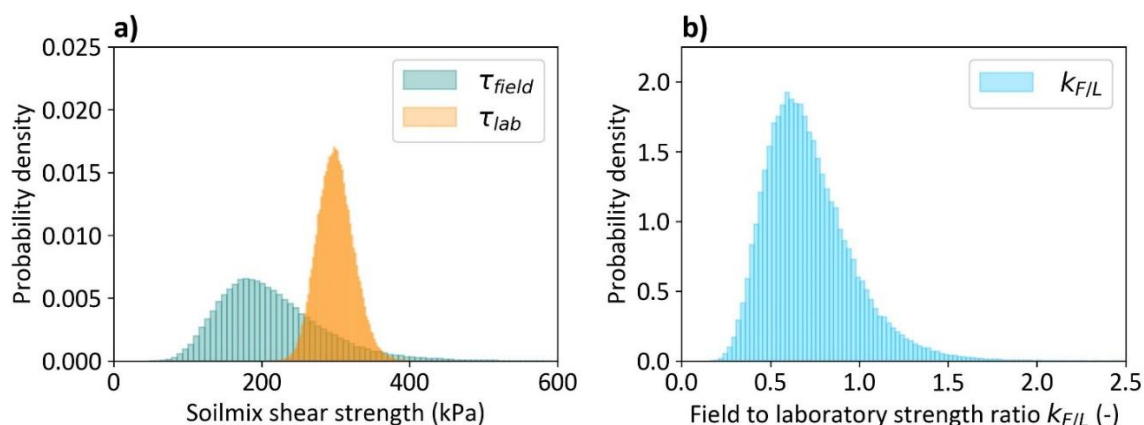 a)
0.025
0.020
0.015
0.010
0.005
0.000
Probability density
τfield
τlab
0
200
400
600
Soilmix shear strength (kPa)
b)
2.0
1.5
1.0
0.5
0.0
Probability density
kF/L
0.0
0.5
1.0
1.5
2.0
2.5
Field to laboratory strength ratio kF/L (-)